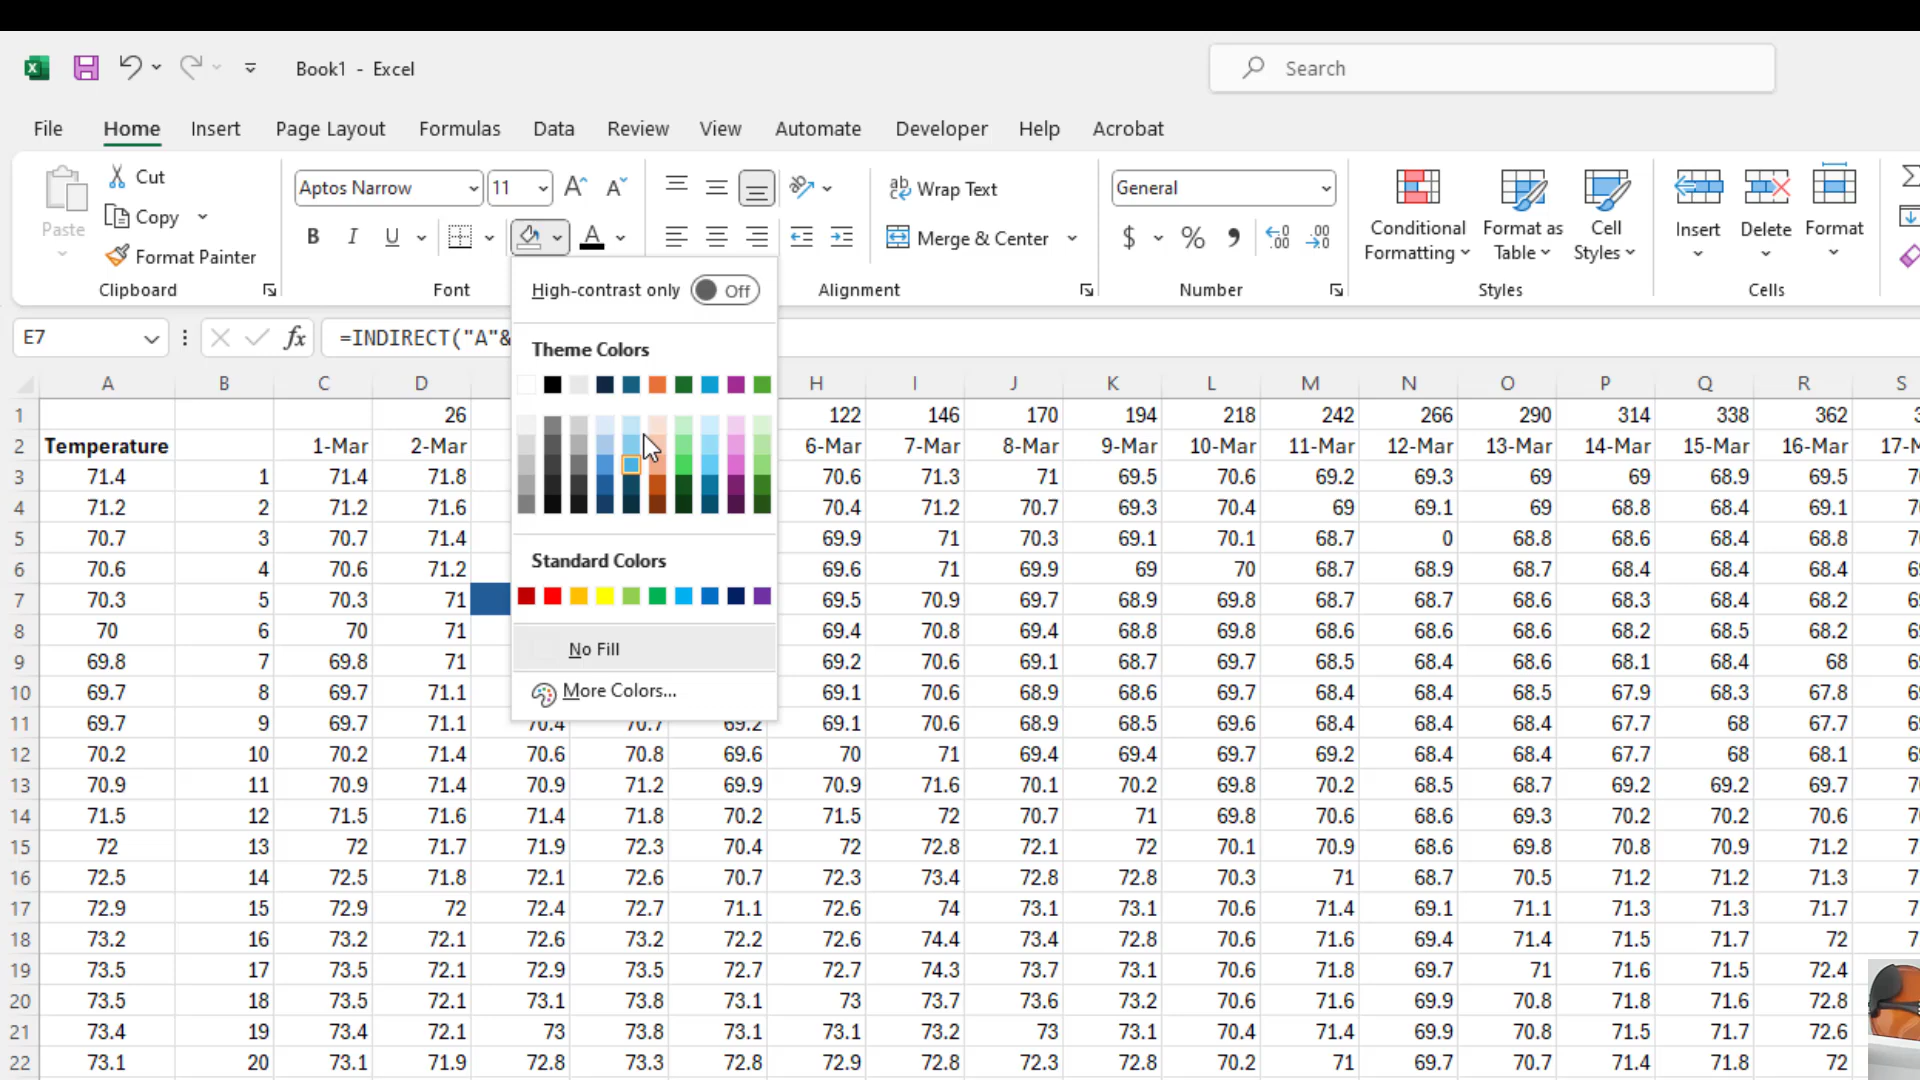 Book1 - Excel
Search
File Home Insert Page Layout Formulas Data Review View Automate Developer Help Acrobat
Paste
Cut
Copy
Format Painter
Clipboard
Aptos Narrow 11
B I U
Font
Wrap Text
Merge & Center
Alignment
General
$ % ,
Number
Conditional Formatting
Format as Table
Cell Styles
Styles
Insert Delete Format
Cells
High-contrast only Off
Theme Colors
Standard Colors
No Fill
More Colors...
E7 fx =INDIRECT("A"&
A B C D H I J K L M N O P Q R S
1 26 122 146 170 194 218 242 266 290 314 338 362
2 Temperature 1-Mar 2-Mar 6-Mar 7-Mar 8-Mar 9-Mar 10-Mar 11-Mar 12-Mar 13-Mar 14-Mar 15-Mar 16-Mar
3 71.4 1 71.4 71.8 70.6 71.3 71 69.5 70.6 69.2 69.3 69 69 68.9 69.5
4 71.2 2 71.2 71.6 70.4 71.2 70.7 69.3 70.4 69 69.1 69 68.8 68.4 69.1
5 70.7 3 70.7 71.4 69.9 71 70.3 69.1 70.1 68.7 0 68.8 68.6 68.4 68.8
6 70.6 4 70.6 71.2 69.6 71 69.9 69 70 68.7 68.9 68.7 68.4 68.4 68.4
7 70.3 5 70.3 71 69.5 70.9 69.7 68.9 69.8 68.7 68.7 68.6 68.3 68.4 68.2
8 70 6 70 71 69.4 70.8 69.4 68.8 69.8 68.6 68.6 68.6 68.2 68.5 68.2
9 69.8 7 69.8 71 69.2 70.6 69.1 68.7 69.7 68.5 68.4 68.6 68.1 68.4 68
10 69.7 8 69.7 71.1 69.1 70.6 68.9 68.6 69.7 68.4 68.4 68.5 67.9 68.3 67.8
11 69.7 9 69.7 71.1 70.4 70.7 69.2 69.1 70.6 68.9 68.5 69.6 68.4 68.4 68.4 67.7 68 67.7
12 70.2 10 70.2 71.4 70.6 70.8 69.6 70 71 69.4 69.4 69.7 69.2 68.4 68.4 67.7 68 68.1
13 70.9 11 70.9 71.4 70.9 71.2 69.9 70.9 71.6 70.1 70.2 69.8 70.2 68.5 68.7 69.2 69.2 69.7
14 71.5 12 71.5 71.6 71.4 71.8 70.2 71.5 72 70.7 71 69.8 70.6 68.6 69.3 70.2 70.2 70.6
15 72 13 72 71.7 71.9 72.3 70.4 72 72.8 72.1 72 70.1 70.9 68.6 69.8 70.8 70.9 71.2
16 72.5 14 72.5 71.8 72.1 72.6 70.7 72.3 73.4 72.8 72.8 70.3 71 68.7 70.5 71.2 71.2 71.3
17 72.9 15 72.9 72 72.4 72.7 71.1 72.6 74 73.1 73.1 70.6 71.4 69.1 71.1 71.3 71.3 71.7
18 73.2 16 73.2 72.1 72.6 73.2 72.2 72.6 74.4 73.4 72.8 70.6 71.6 69.4 71.4 71.5 71.7 72
19 73.5 17 73.5 72.1 72.9 73.5 72.7 72.7 74.3 73.7 73.1 70.6 71.8 69.7 71 71.6 71.5 72.4
20 73.5 18 73.5 72.1 73.1 73.8 73.1 73 73.7 73.6 73.2 70.6 71.6 69.9 70.8 71.8 71.6 72.8
21 73.4 19 73.4 72.1 73 73.8 73.1 73.1 73.2 73 73.1 70.4 71.4 69.9 70.8 71.5 71.7 72.6
22 73.1 20 73.1 71.9 72.8 73.3 72.8 72.9 72.8 72.3 72.8 70.2 71 69.7 70.7 71.4 71.8 72